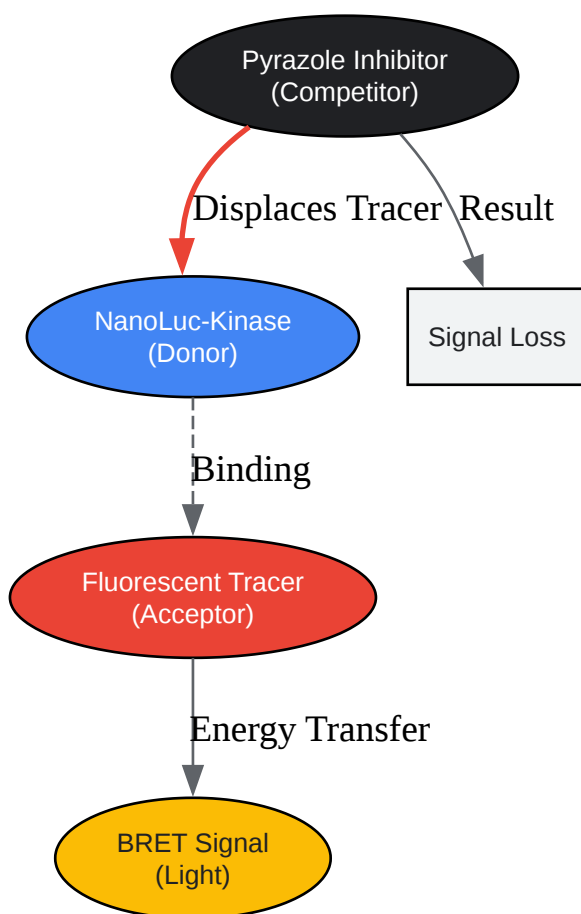 Pyrazole Inhibitor
(Competitor)
Displaces Tracer
Result
NanoLuc-Kinase
(Donor)
Signal Loss
Binding
Fluorescent Tracer
(Acceptor)
Energy Transfer
BRET Signal
(Light)